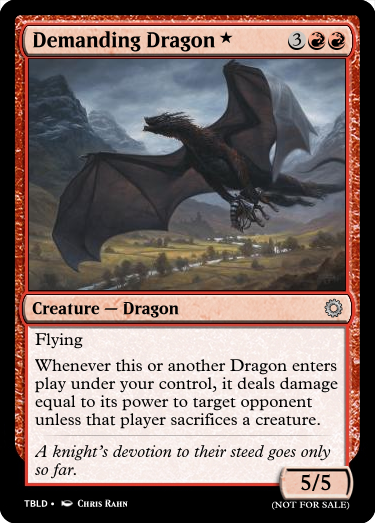 Demanding Dragon ★ 3
Creature — Dragon
Flying
Whenever this or another Dragon enters
play under your control, it deals damage
equal to its power to target opponent
unless that player sacrifices a creature.
A knight's devotion to their steed goes only
so far.
5/5
TBLD • Chris Rahn
(NOT FOR SALE)